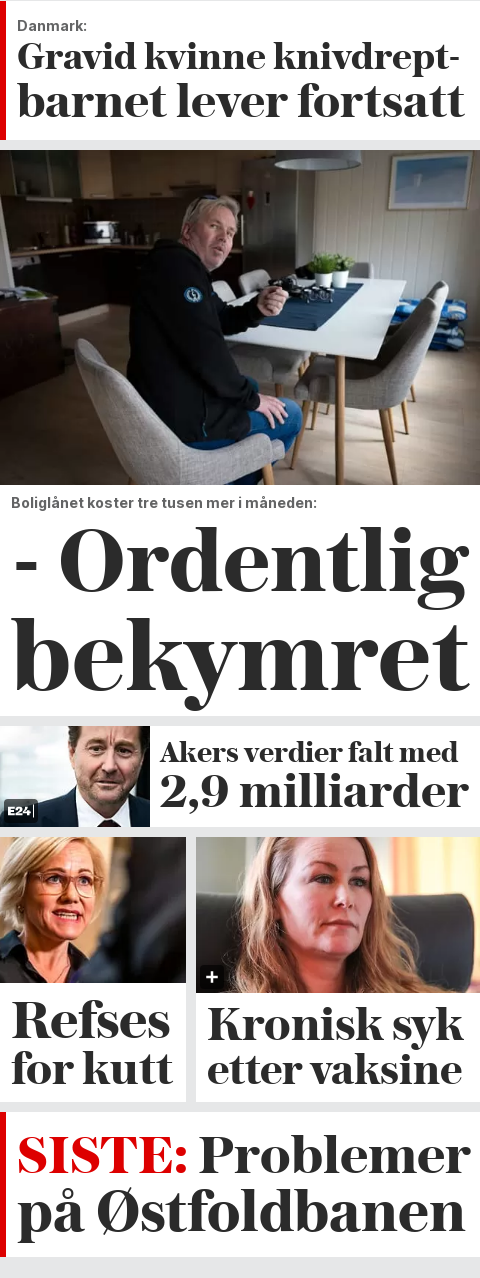 Danmark:
Gravid kvinne knivdrept-
barnet lever fortsatt
Boliglånet koster tre tusen mer i måneden:
- Ordentlig
bekymret
E24
Akers verdier falt med
2,9 milliarder
Refses
for kutt
Kronisk syk
etter vaksine
SISTE: Problemer
på Østfoldbanen